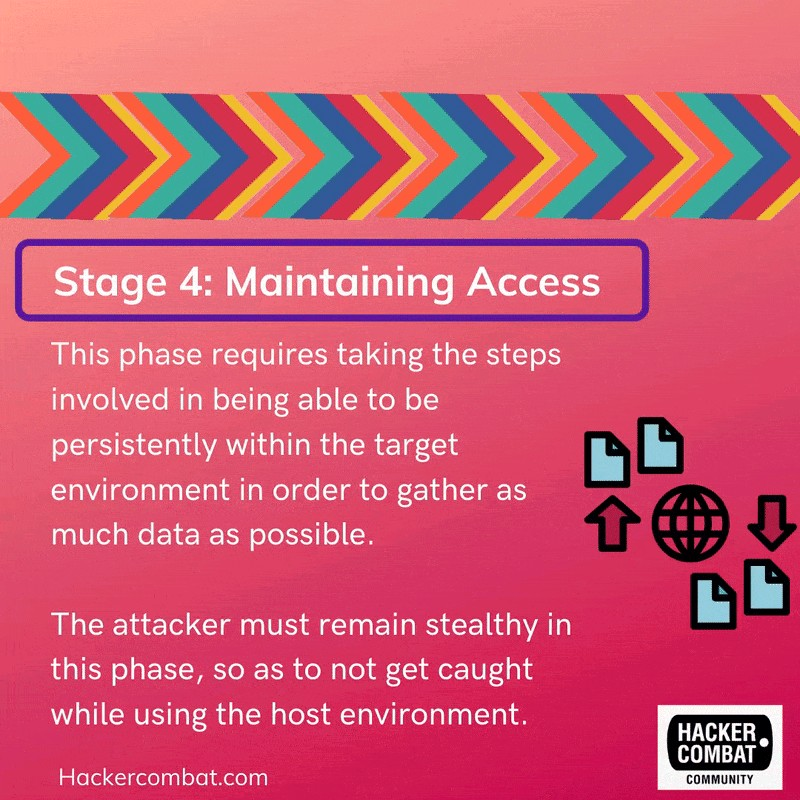 Stage 4: Maintaining Access
This phase requires taking the steps
involved in being able to be
persistently within the target
environment in order to gather as
much data as possible.
The attacker must remain stealthy in
this phase, so as to not get caught
while using the host environment.
Hackercombat.com
HACKER
COMBAT
COMMUNITY